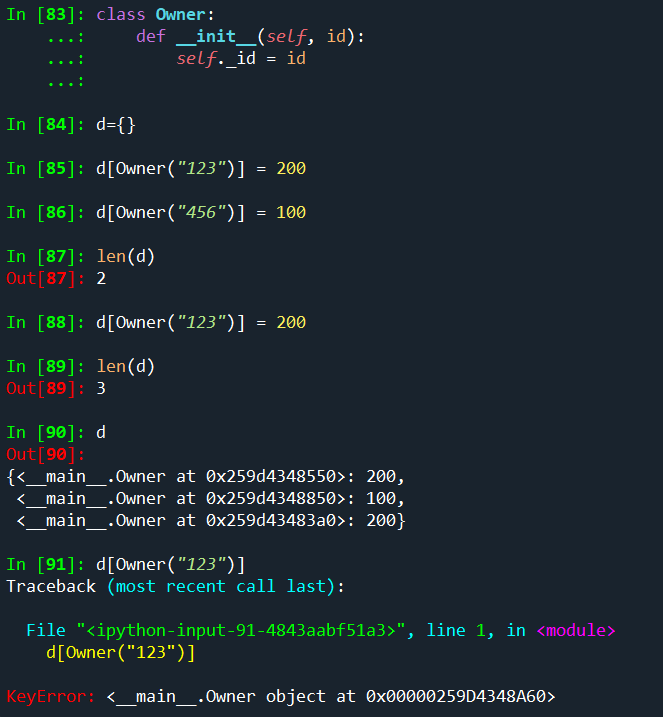 In [83]: class Owner:
    ...:     def __init__(self, id):
    ...:         self._id = id
    ...:
In [84]: d={}
In [85]: d[Owner("123")] = 200
In [86]: d[Owner("456")] = 100
In [87]: len(d)
Out[87]: 2
In [88]: d[Owner("123")] = 200
In [89]: len(d)
Out[89]: 3
In [90]: d
Out[90]:
{<__main__.Owner at 0x259d4348550>: 200,
 <__main__.Owner at 0x259d4348850>: 100,
 <__main__.Owner at 0x259d43483a0>: 200}
In [91]: d[Owner("123")]
Traceback (most recent call last):
  File "<ipython-input-91-4843aabf51a3>", line 1, in <module>
    d[Owner("123")]
KeyError: <__main__.Owner object at 0x00000259D4348A60>